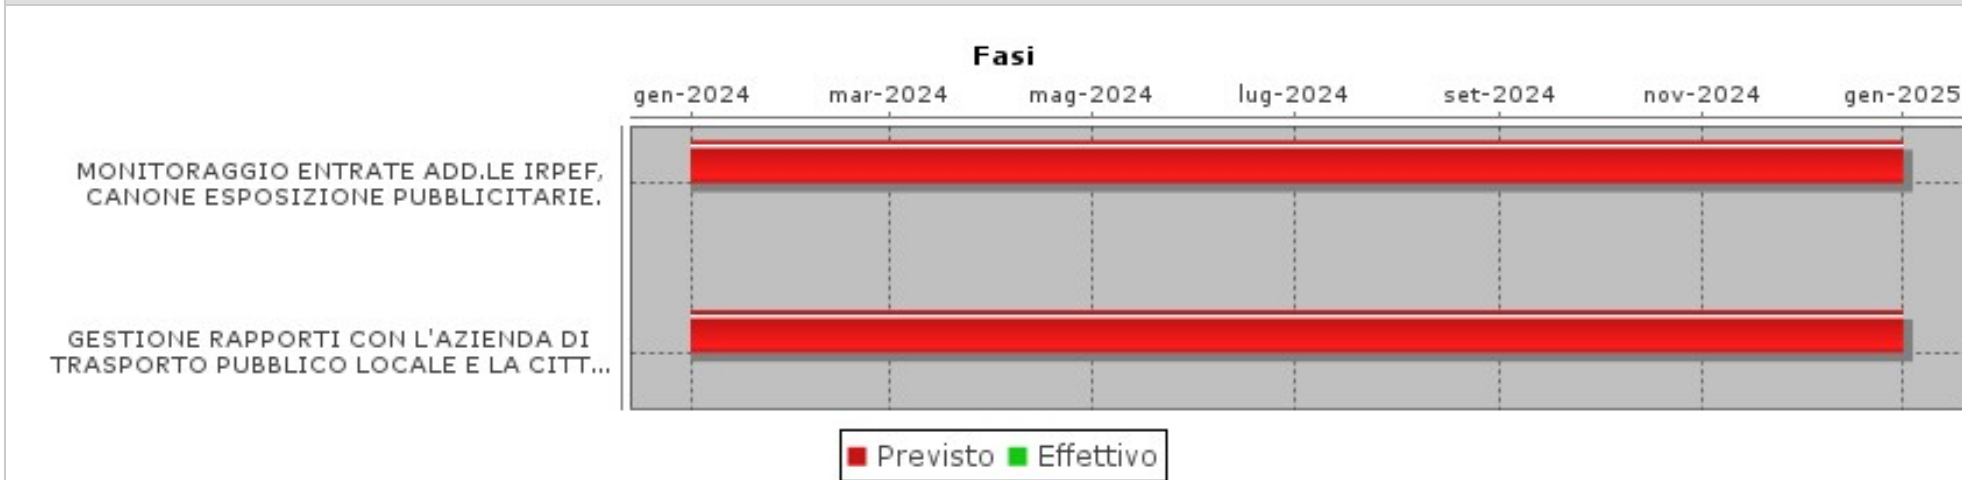 Fasi
gen-2024 mar-2024 mag-2024 lug-2024 set-2024 nov-2024 gen-2025
MONITORAGGIO ENTRATE ADD.LE IRPEF,
CANONE ESPOSIZIONE PUBBLICITARIE.
GESTIONE RAPPORTI CON L'AZIENDA DI
TRASPORTO PUBBLICO LOCALE E LA CITT...
Previsto Effettivo